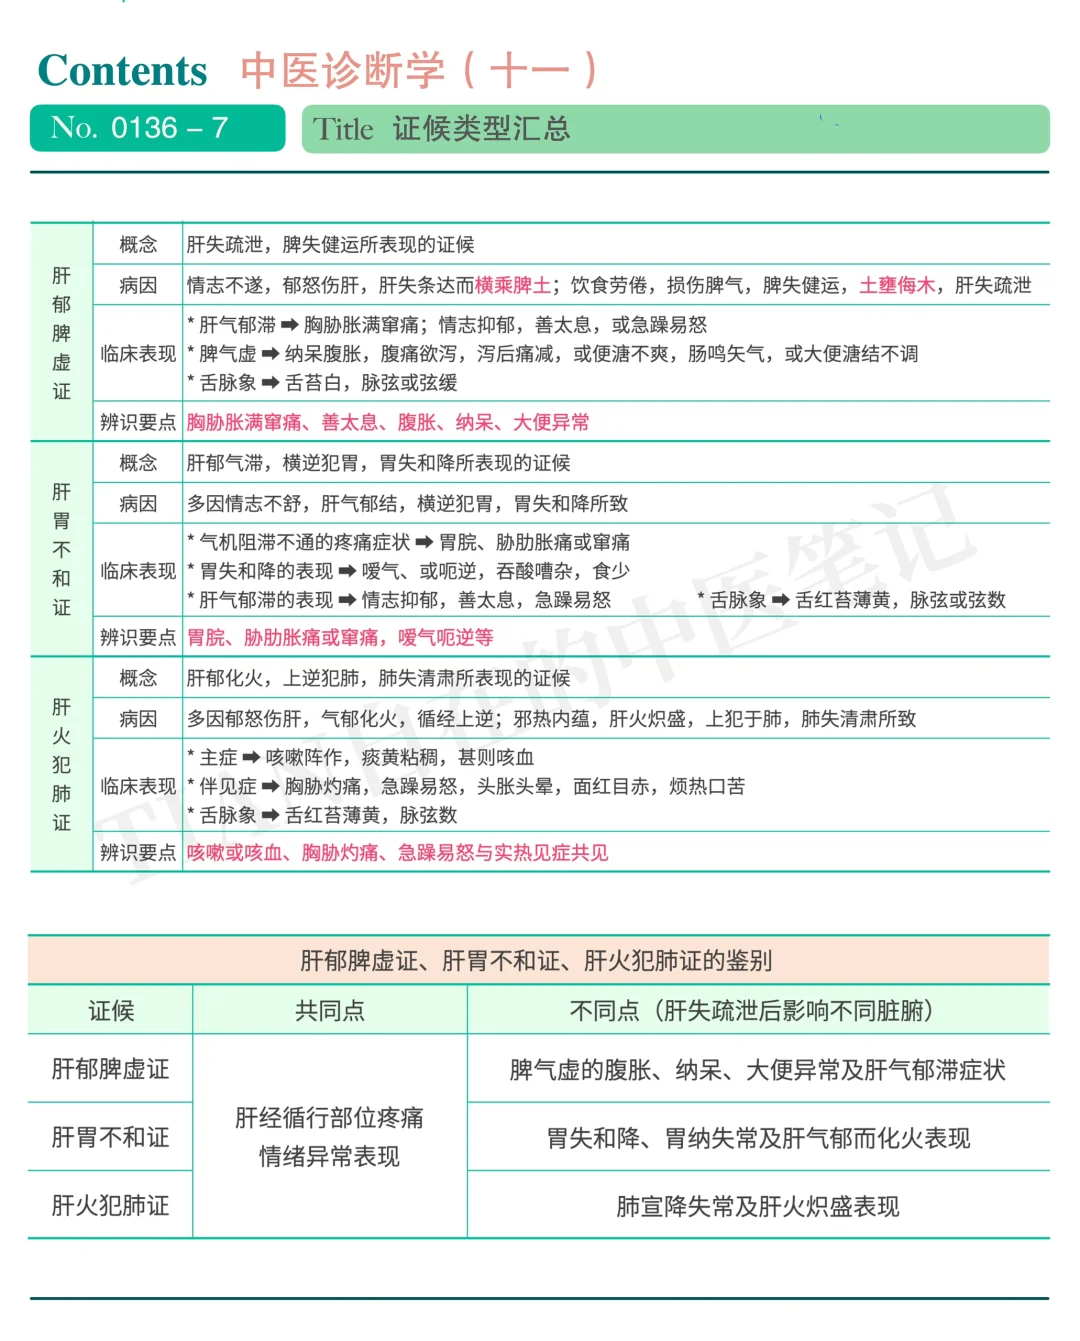 Contents 中医诊断学（十一）
No. 0136 – 7 Title 证候类型汇总
肝郁脾虚证
概念 肝失疏泄，脾失健运所表现的证候
病因 情志不遂，郁怒伤肝，肝失条达而横乘脾土；饮食劳倦，损伤脾气，脾失健运，土壅侮木，肝失疏泄
临床表现
* 肝气郁滞 ➡ 胸胁胀满窜痛；情志抑郁，善太息，或急躁易怒
* 脾气虚 ➡ 纳呆腹胀，腹痛欲泻，泻后痛减，或便溏不爽，肠鸣矢气，或大便溏结不调
* 舌脉象 ➡ 舌苔白，脉弦或弦缓
辨识要点 胸胁胀满窜痛、善太息、腹胀、纳呆、大便异常
肝胃不和证
概念 肝郁气滞，横逆犯胃，胃失和降所表现的证候
病因 多因情志不舒，肝气郁结，横逆犯胃，胃失和降所致
临床表现
* 气机阻滞不通的疼痛症状 ➡ 胃脘、胁肋胀痛或窜痛
* 胃失和降的表现 ➡ 嗳气、或呃逆，吞酸嘈杂，食少
* 肝气郁滞的表现 ➡ 情志抑郁，善太息，急躁易怒 * 舌脉象 ➡ 舌红苔薄黄，脉弦或弦数
辨识要点 胃脘、胁肋胀痛或窜痛，嗳气呃逆等
肝火犯肺证
概念 肝郁化火，上逆犯肺，肺失清肃所表现的证候
病因 多因郁怒伤肝，气郁化火，循经上逆；邪热内蕴，肝火炽盛，上犯于肺，肺失清肃所致
临床表现
* 主症 ➡ 咳嗽阵作，痰黄粘稠，甚则咳血
* 伴见症 ➡ 胸胁灼痛，急躁易怒，头胀头晕，面红目赤，烦热口苦
* 舌脉象 ➡ 舌红苔薄黄，脉弦数
辨识要点 咳嗽或咳血、胸胁灼痛、急躁易怒与实热见症共见
TIAN自在的中医笔记
肝郁脾虚证、肝胃不和证、肝火犯肺证的鉴别
证候 共同点 不同点（肝失疏泄后影响不同脏腑）
肝郁脾虚证 脾气虚的腹胀、纳呆、大便异常及肝气郁滞症状
肝经循行部位疼痛
情绪异常表现
肝胃不和证 胃失和降、胃纳失常及肝气郁而化火表现
肝火犯肺证 肺宣降失常及肝火炽盛表现